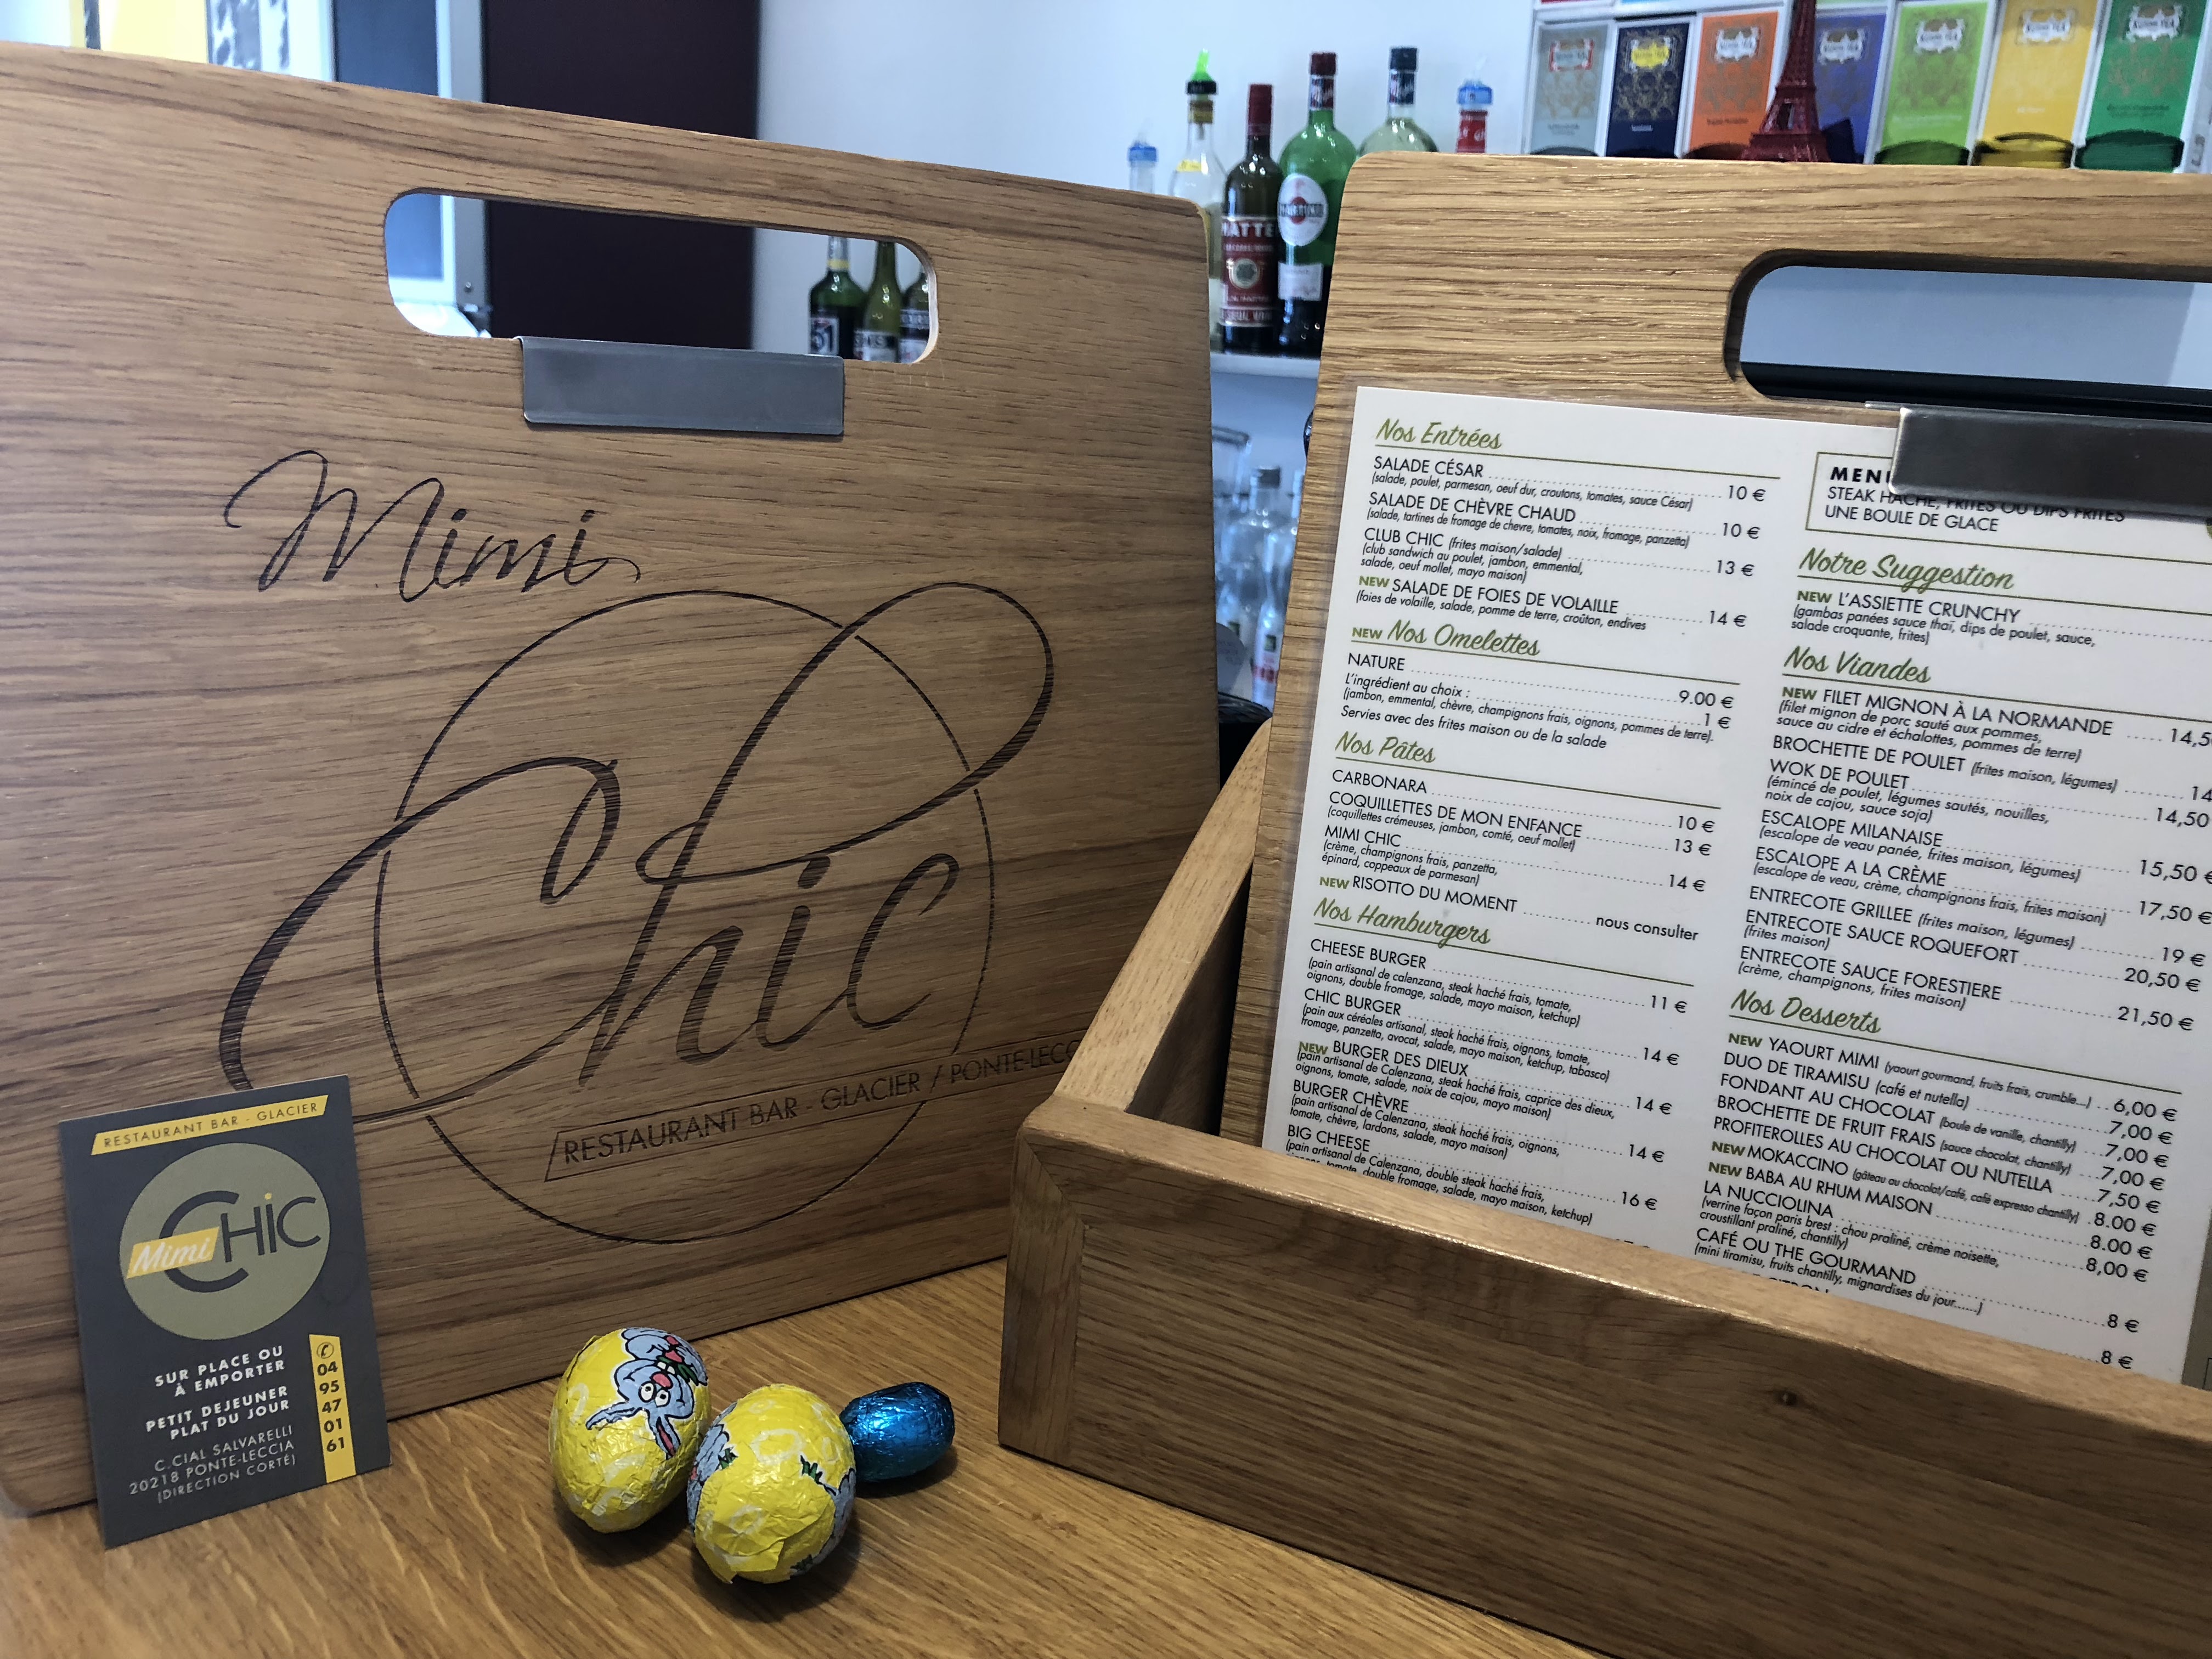 Mimi
Chic
RESTAURANT BAR - GLACIER / PONTE-LECC
RESTAURANT BAR - GLACIER
Mimi CHIC
SUR PLACE OU
À EMPORTER
PETIT DEJEUNER
PLAT DU JOUR
C.CIAL SALVARELLI
20218 PONTE-LECCIA
(DIRECTION CORTÉ)
04
95
47
01
61
51
MARTINI
KUSMI TEA
Nos Entrées
SALADE CÉSAR 10 €
(salade, poulet, parmesan, oeuf dur, croutons, tomates, sauce César)
SALADE DE CHÈVRE CHAUD 10 €
(salade, tartines de fromage de chevre, tomates, noix, fromage, panzetta)
CLUB CHIC (frites maison/salade) 13 €
(club sandwich au poulet, jambon, emmental,
salade, oeuf mollet, mayo maison)
NEW SALADE DE FOIES DE VOLAILLE 14 €
(foies de volaille, salade, pomme de terre, croûton, endives
NEW Nos Omelettes
NATURE 9.00 €
L'ingrédient au choix : 1 €
(jambon, emmental, chèvre, champignons frais, oignons, pommes de terre).
Servies avec des frites maison ou de la salade
Nos Pâtes
CARBONARA 10 €
COQUILLETTES DE MON ENFANCE 13 €
(coquillettes crémeuses, jambon, comté, oeuf mollet)
MIMI CHIC 14 €
(crème, champignons frais, panzetta,
épinard, coppeaux de parmesan)
NEW RISOTTO DU MOMENT nous consulter
Nos Hamburgers
CHEESE BURGER 11 €
(pain artisanal de calenzana, steak haché frais, tomate,
oignons, double fromage, salade, mayo maison, ketchup)
CHIC BURGER 14 €
(pain aux céréales artisanal, steak haché frais, oignons, tomate,
fromage, panzetta, avocat, salade, mayo maison, ketchup, tabasco)
NEW BURGER DES DIEUX 14 €
(pain artisanal de Calenzana, steak haché frais, caprice des dieux,
oignons, tomate, salade, noix de cajou, mayo maison)
BURGER CHÈVRE 14 €
(pain artisanal de Calenzana, steak haché frais, oignons,
tomate, chèvre, lardons, salade, mayo maison)
BIG CHEESE 16 €
(pain artisanal de Calenzana, double steak haché frais,
oignons, tomate, double fromage, salade, mayo maison, ketchup)
MENU
STEAK HACHE, FRITES OU DIPS FRITES
UNE BOULE DE GLACE
Notre Suggestion
NEW L'ASSIETTE CRUNCHY
(gambas panées sauce thaï, dips de poulet, sauce,
salade croquante, frites)
Nos Viandes
NEW FILET MIGNON À LA NORMANDE 14,5
(filet mignon de porc sauté aux pommes,
sauce au cidre et échalottes, pommes de terre)
BROCHETTE DE POULET (frites maison, légumes) 14
WOK DE POULET 14,50
(émincé de poulet, légumes sautés, nouilles,
noix de cajou, sauce soja)
ESCALOPE MILANAISE 15,50 €
(escalope de veau panée, frites maison, légumes)
ESCALOPE A LA CRÈME 17,50 €
(escalope de veau, crème, champignons frais, frites maison)
ENTRECOTE GRILLEE (frites maison, légumes) 19 €
ENTRECOTE SAUCE ROQUEFORT 20,50 €
(frites maison)
ENTRECOTE SAUCE FORESTIERE 21,50 €
(crème, champignons, frites maison)
Nos Desserts
NEW YAOURT MIMI (yaourt gourmand, fruits frais, crumble...) 6,00 €
DUO DE TIRAMISU (café et nutella) 7,00 €
FONDANT AU CHOCOLAT (boule de vanille, chantilly) 7,00 €
BROCHETTE DE FRUIT FRAIS (sauce chocolat, chantilly) 7,50 €
PROFITEROLLES AU CHOCOLAT OU NUTELLA 8.00 €
NEW MOKACCINO (gâteau au chocolat/café, café expresso chantilly) 8.00 €
NEW BABA AU RHUM MAISON 8,00 €
LA NUCCIOLINA 8 €
(verrine façon paris brest : chou praliné, crème noisette,
croustillant praliné, chantilly)
CAFÉ OU THE GOURMAND 8 €
(mini tiramisu, fruits chantilly, mignardises du jour......)